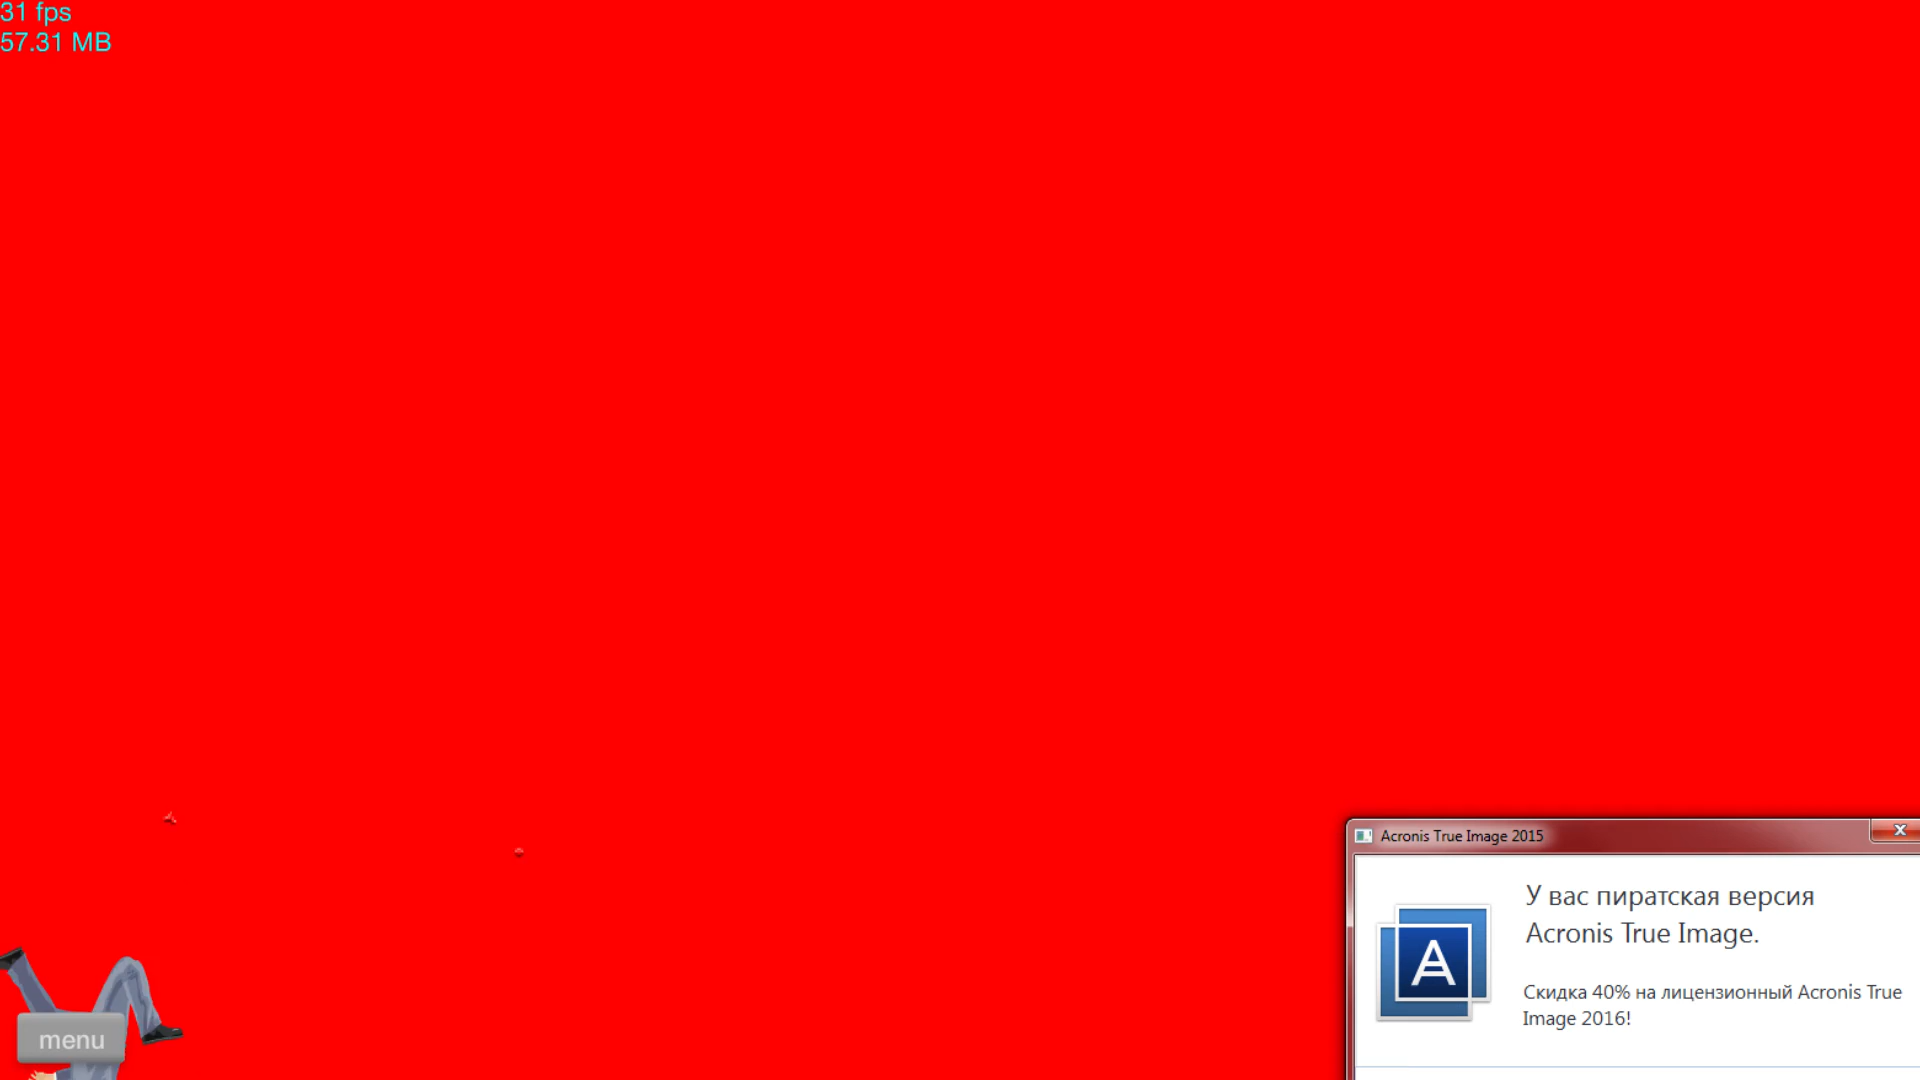 31 fps
57.31 MB
Acronis True Image 2015
У вас пиратская версия
Acronis True Image.
Скидка 40% на лицензионный Acronis True
Image 2016!
menu